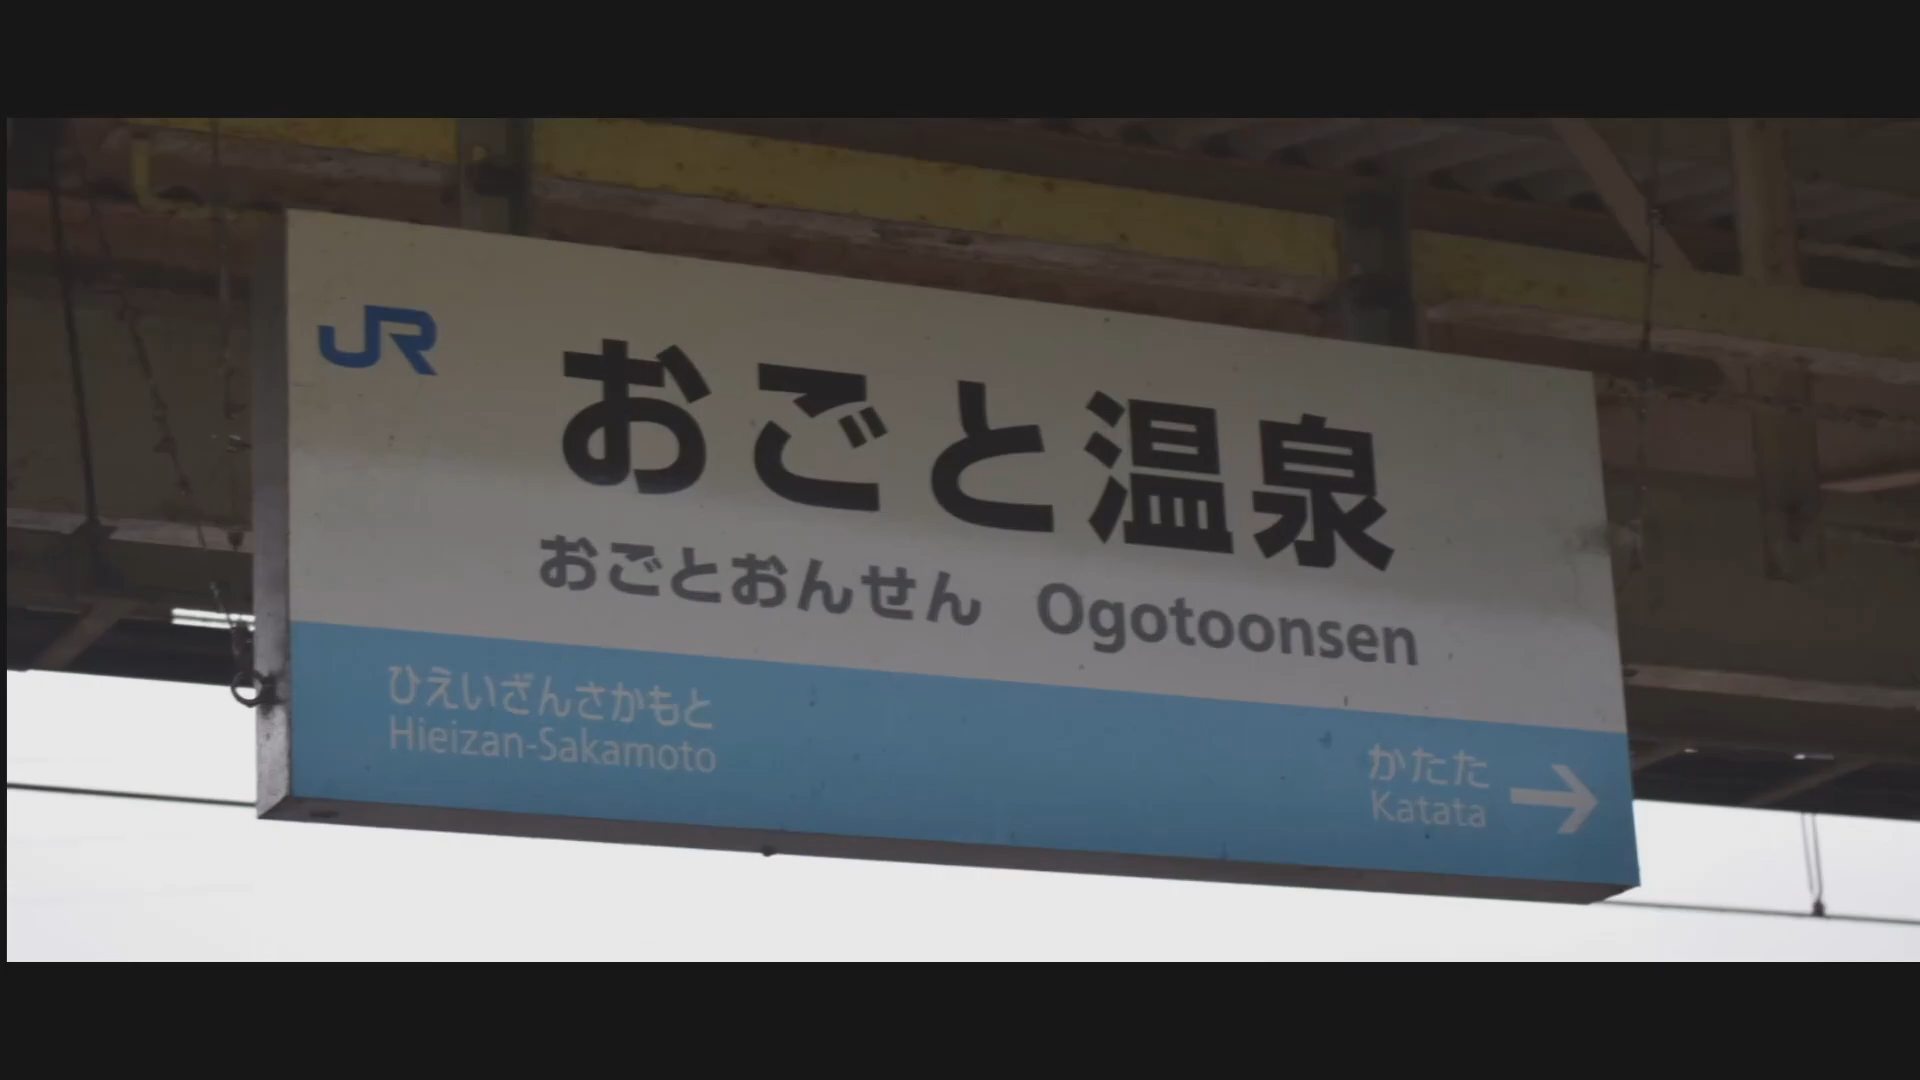 JR
おごと温泉
おごとおんせん Ogotoonsen
ひえいざんさかもと
Hieizan-Sakamoto
かたた
Katata →